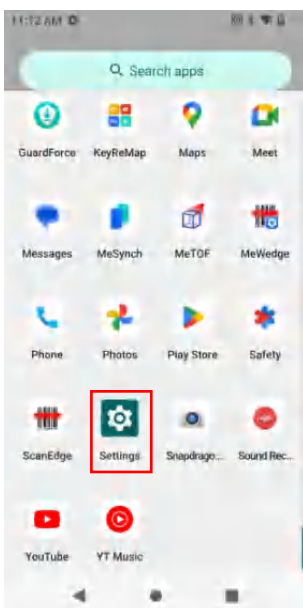 11:12 AM
Search apps
GuardForce KeyReMap Maps Meet
Messages MeSynch MeTOF MeWedge
Phone Photos Play Store Safety
ScanEdge Settings Snapdrago... Sound Rec...
YouTube YT Music